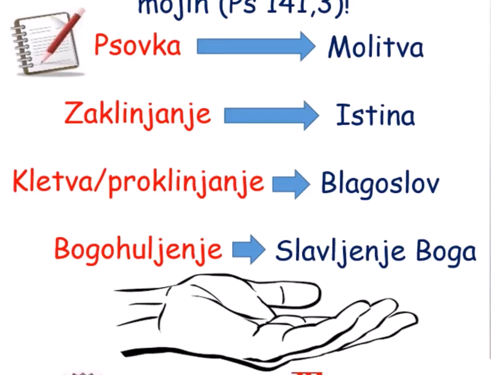 mojih (Ps 141,3)!
Psovka Molitva
Zaklinjanje Istina
Kletva/proklinjanje Blagoslov
Bogohuljenje Slavljenje Boga